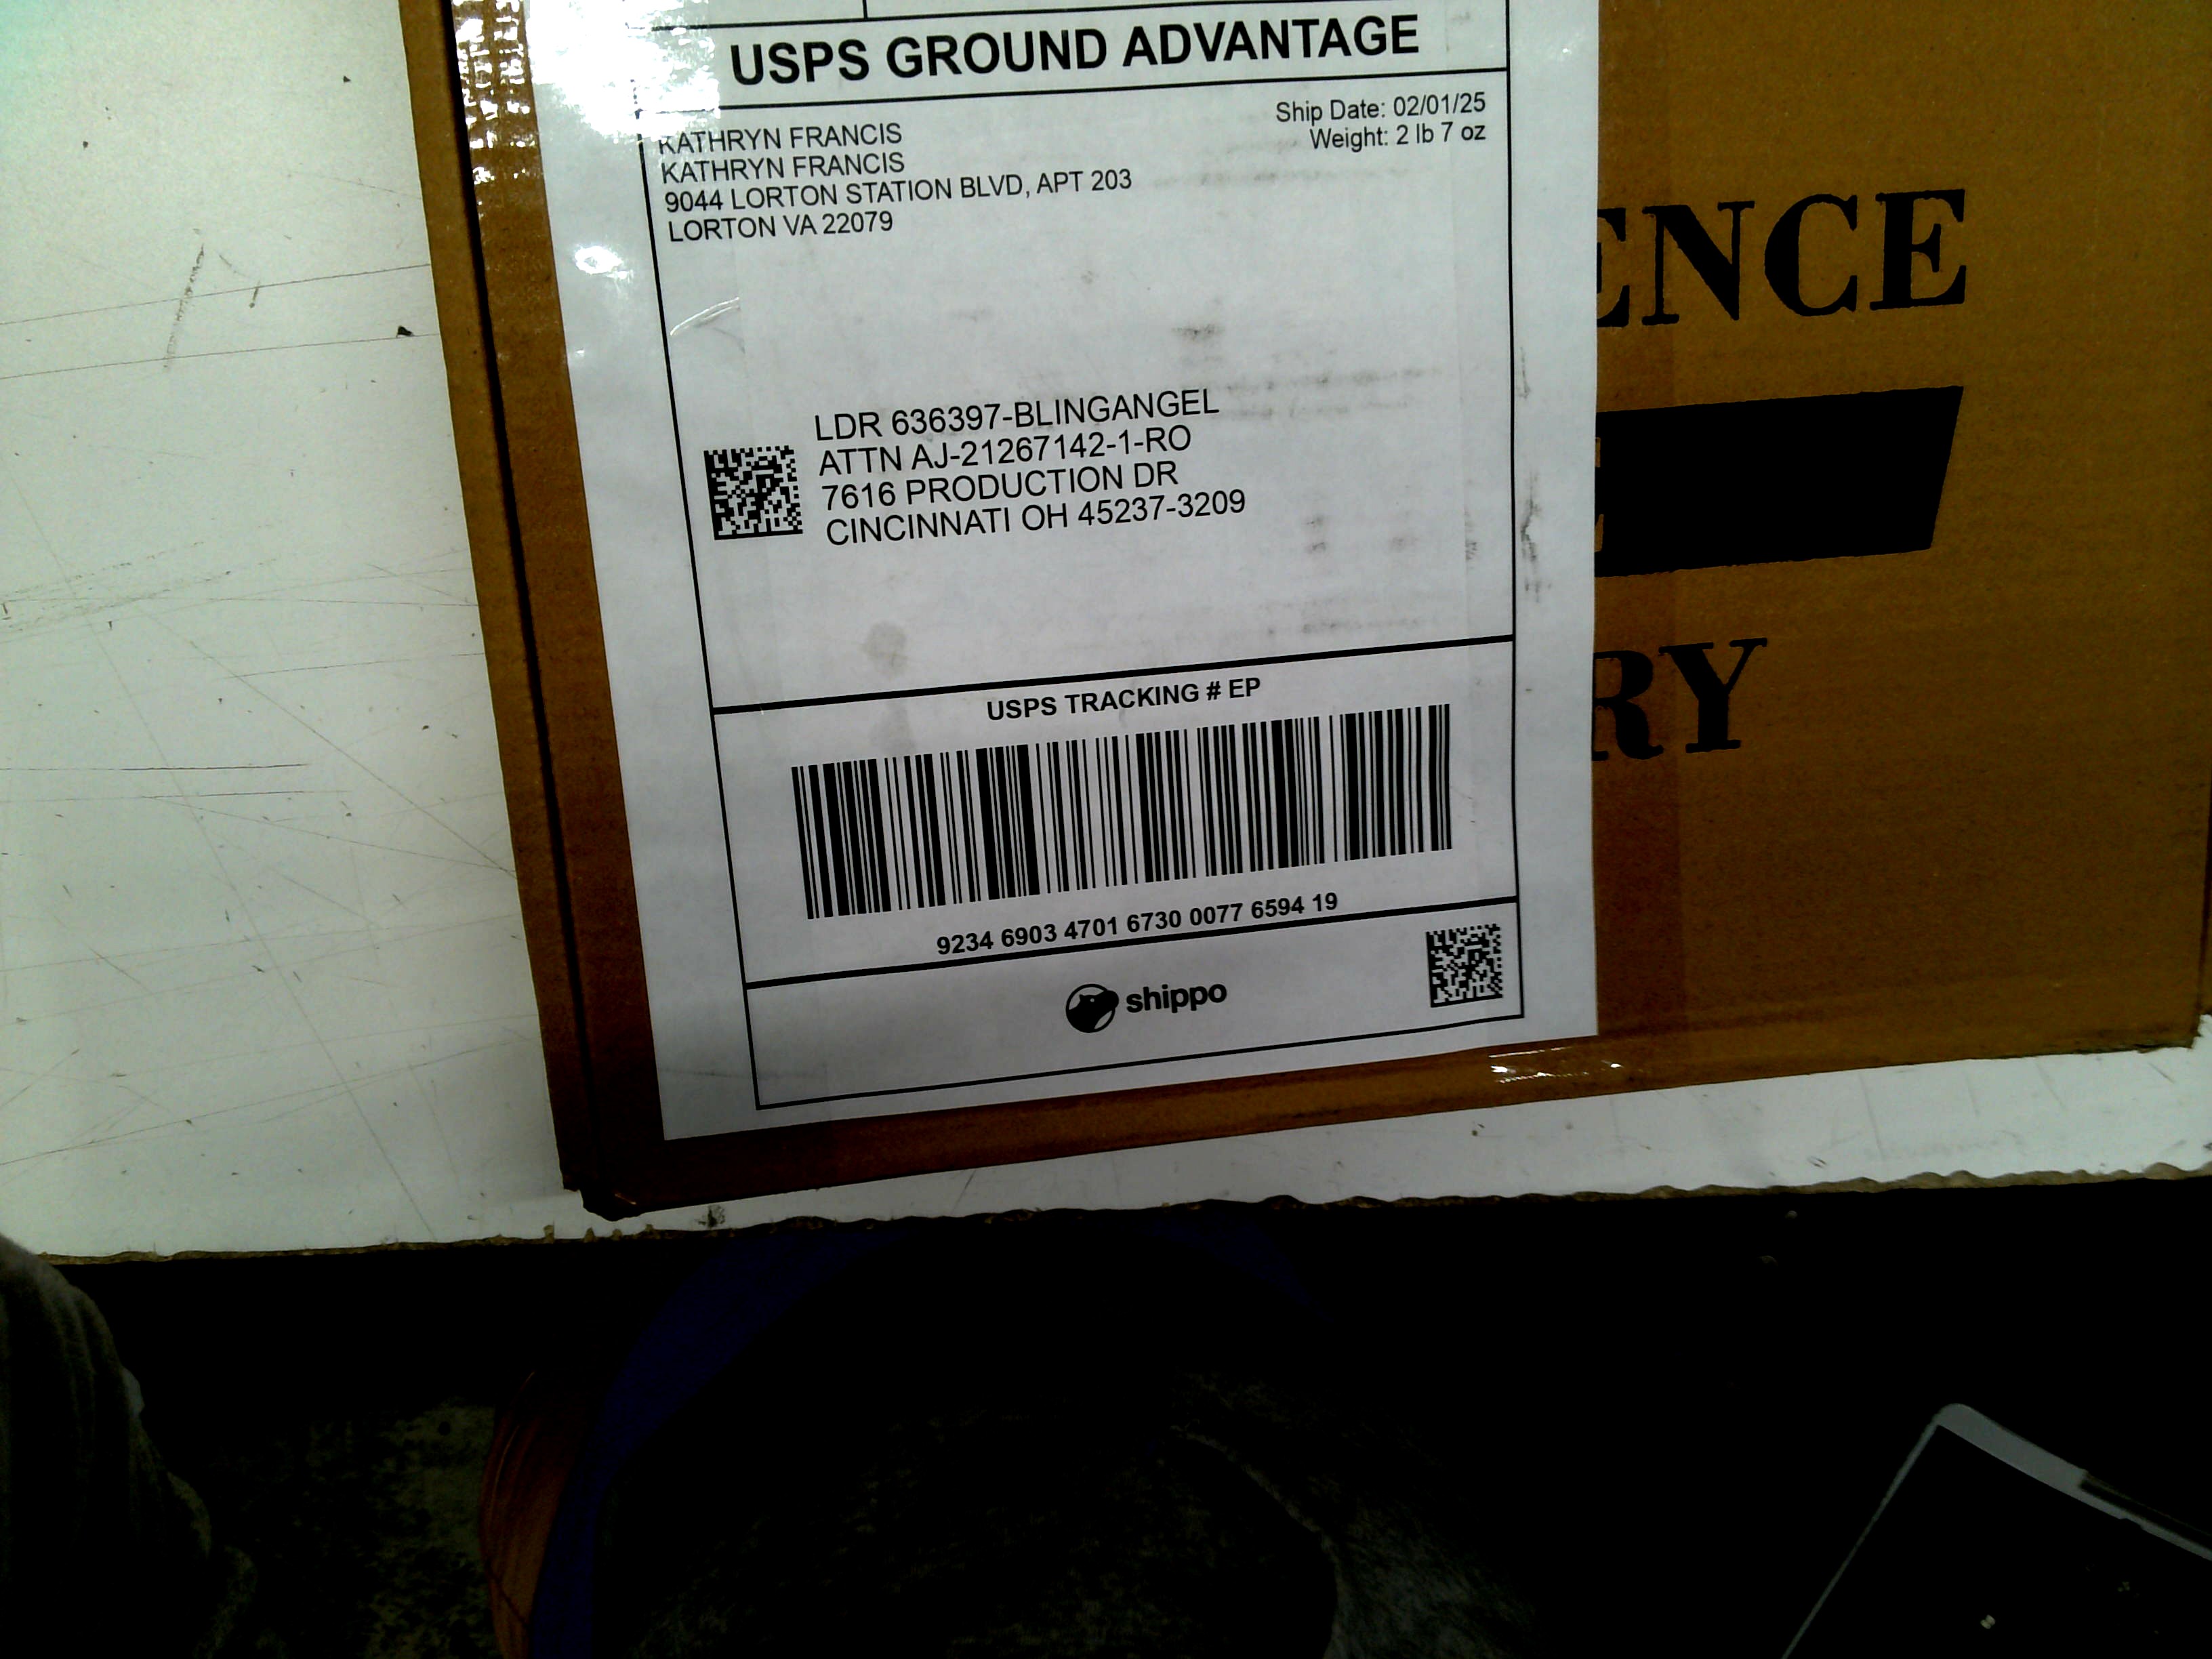 USPS GROUND ADVANTAGE
Ship Date: 02/01/25
Weight: 2 lb 7 oz
KATHRYN FRANCIS
KATHRYN FRANCIS
9044 LORTON STATION BLVD, APT 203
LORTON VA 22079
LDR 636397-BLINGANGEL
ATTN AJ-21267142-1-RO
7616 PRODUCTION DR
CINCINNATI OH 45237-3209
USPS TRACKING # EP
9234 6903 4701 6730 0077 6594 19
shippo
ENCE
E
RY